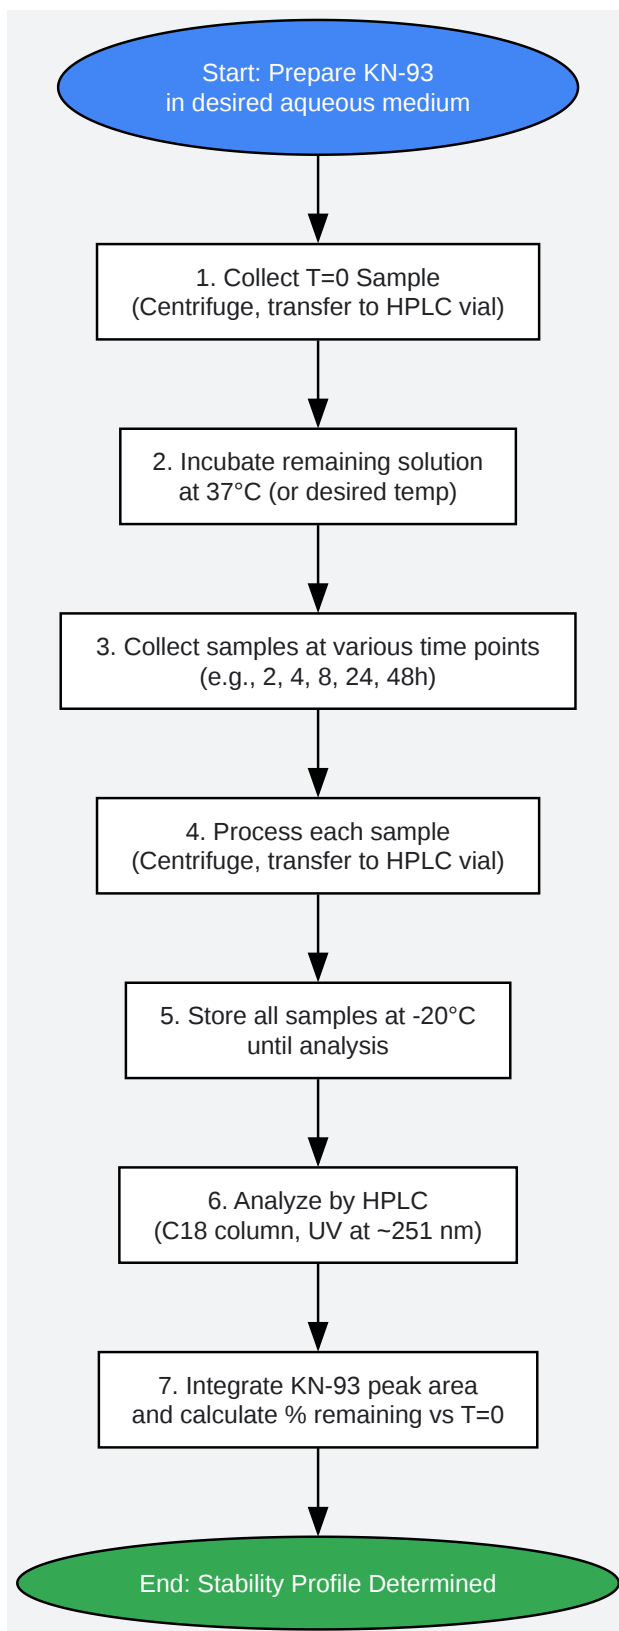 Start: Prepare KN-93
in desired aqueous medium
1. Collect T=0 Sample
(Centrifuge, transfer to HPLC vial)
2. Incubate remaining solution
at 37°C (or desired temp)
3. Collect samples at various time points
(e.g., 2, 4, 8, 24, 48h)
4. Process each sample
(Centrifuge, transfer to HPLC vial)
5. Store all samples at -20°C
until analysis
6. Analyze by HPLC
(C18 column, UV at ~251 nm)
7. Integrate KN-93 peak area
and calculate % remaining vs T=0
End: Stability Profile Determined